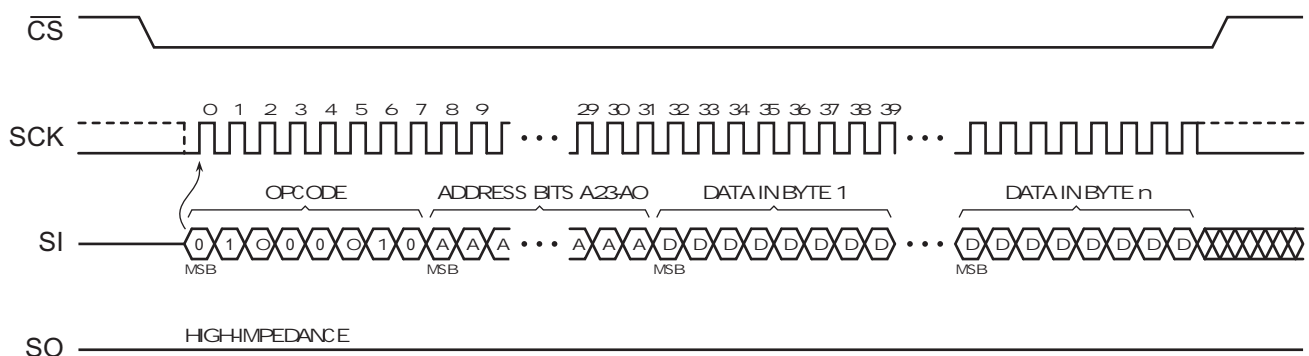 CS
SCK
0 1 2 3 4 5 6 7 8 9 29 30 31 32 33 34 35 36 37 38 39
OPCODE ADDRESS BITS A23-A0 DATA IN BYTE 1 DATA IN BYTE n
SI
0 1 0 0 0 0 1 0 A A A A A A D D D D D D D D D D D D D D D D
MSB MSB MSB MSB
HIGH-IMPEDANCE
SO